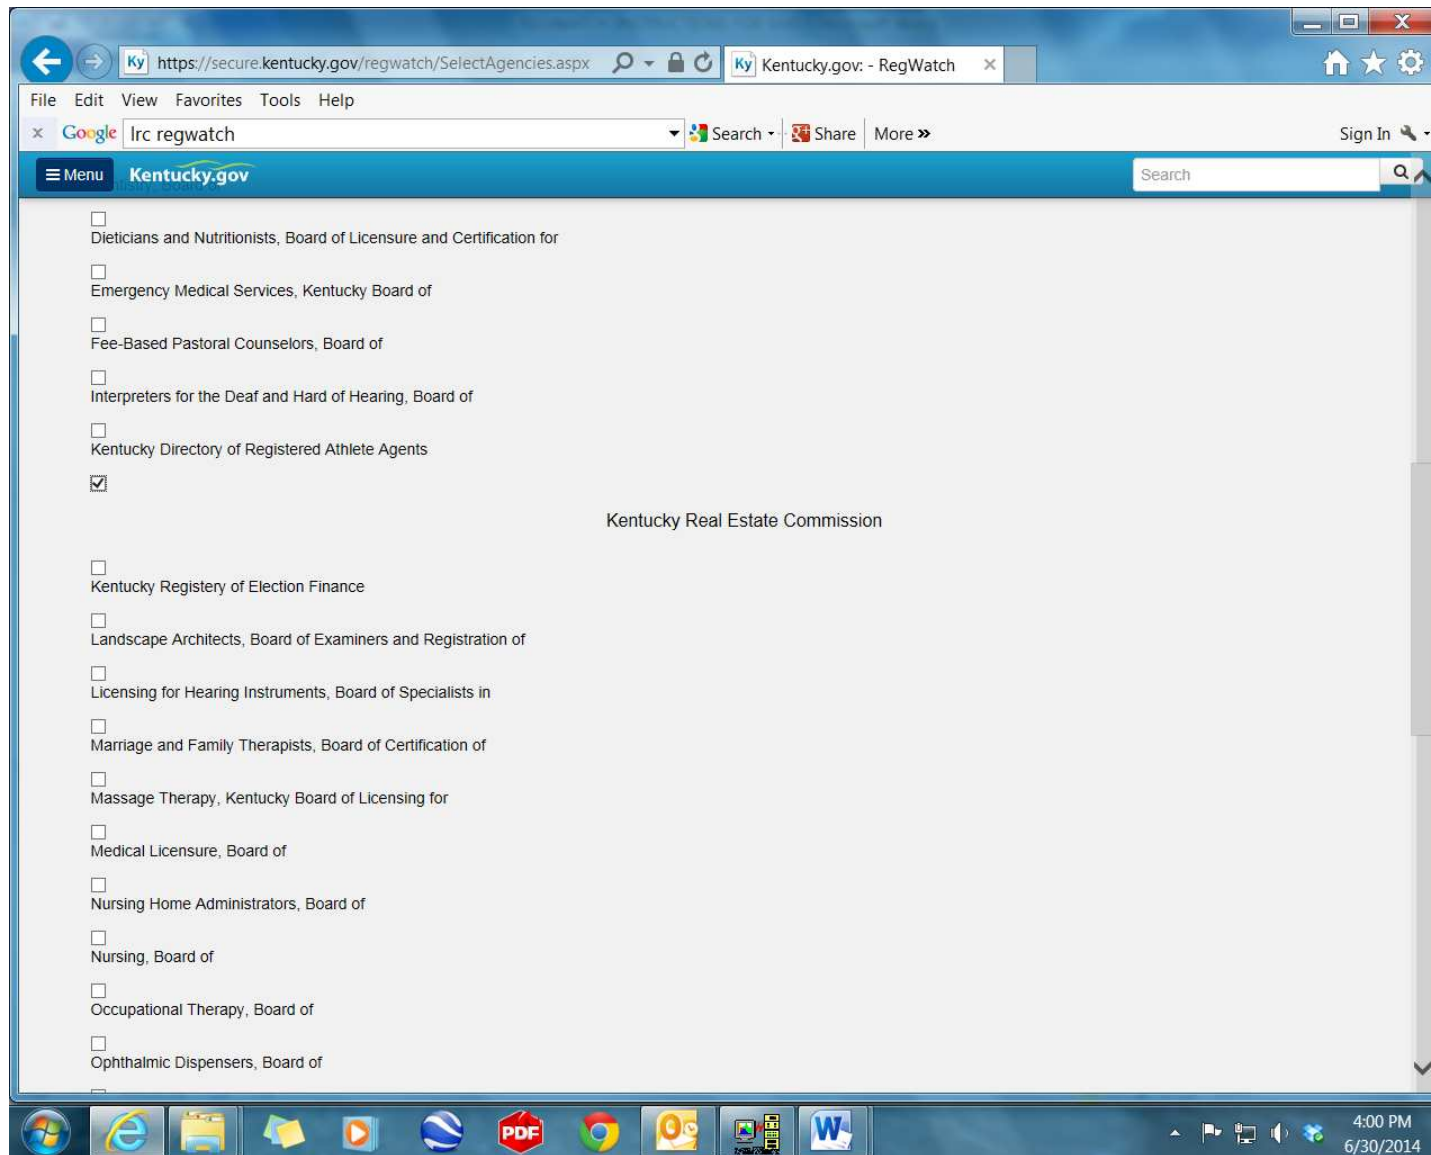 Ky https://secure.kentucky.gov/regwatch/SelectAgencies.aspx Ky Kentucky.gov: - RegWatch
File Edit View Favorites Tools Help
Google lrc regwatch Search Share More » Sign In
Menu Kentucky.gov Search
Dentistry, Board of
Dieticians and Nutritionists, Board of Licensure and Certification for
Emergency Medical Services, Kentucky Board of
Fee-Based Pastoral Counselors, Board of
Interpreters for the Deaf and Hard of Hearing, Board of
Kentucky Directory of Registered Athlete Agents
Kentucky Real Estate Commission
Kentucky Registery of Election Finance
Landscape Architects, Board of Examiners and Registration of
Licensing for Hearing Instruments, Board of Specialists in
Marriage and Family Therapists, Board of Certification of
Massage Therapy, Kentucky Board of Licensing for
Medical Licensure, Board of
Nursing Home Administrators, Board of
Nursing, Board of
Occupational Therapy, Board of
Ophthalmic Dispensers, Board of
PDF W 4:00 PM
6/30/2014